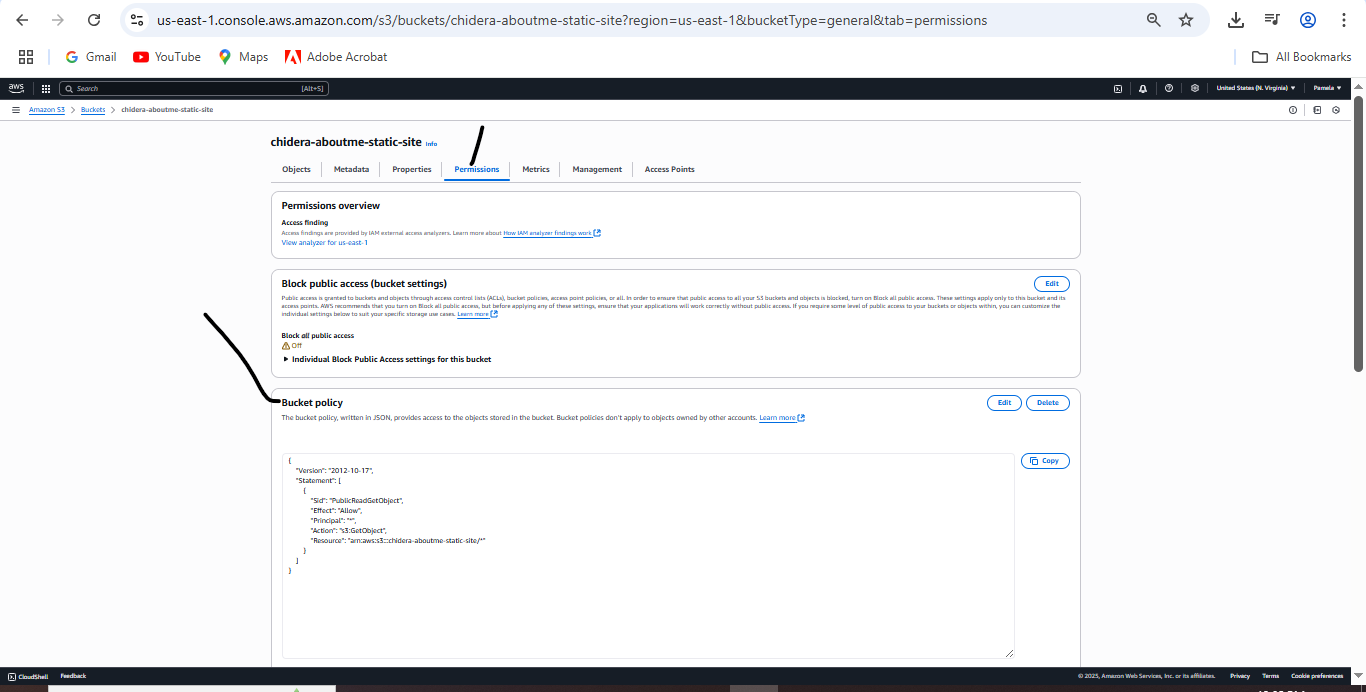 us-east-1.console.aws.amazon.com/s3/buckets/chidera-aboutme-static-site?region=us-east-1&bucketType=general&tab=permissions
Gmail YouTube Maps Adobe Acrobat All Bookmarks
aws Search [Alt+S] United States (N. Virginia) Pamela
Amazon S3 > Buckets > chidera-aboutme-static-site
chidera-aboutme-static-site Info
Objects Metadata Properties Permissions Metrics Management Access Points
Permissions overview
Access finding
Access findings are provided by IAM external access analyzers. Learn more about How IAM analyzer findings work
View analyzer for us-east-1
Block public access (bucket settings) Edit
Public access is granted to buckets and objects through access control lists (ACLs), bucket policies, access point policies, or all. In order to ensure that public access to all your S3 buckets and objects is blocked, turn on Block all public access. These settings apply only to this bucket and its
access points. AWS recommends that you turn on Block all public access, but before applying any of these settings, ensure that your applications will work correctly without public access. If you require some level of public access to your buckets or objects within, you can customize the
individual settings below to suit your specific storage use cases. Learn more
Block all public access
Off
Individual Block Public Access settings for this bucket
Bucket policy Edit Delete
The bucket policy, written in JSON, provides access to the objects stored in the bucket. Bucket policies don't apply to objects owned by other accounts. Learn more
Copy
{
"Version": "2012-10-17",
"Statement": [
{
"Sid": "PublicReadGetObject",
"Effect": "Allow",
"Principal": "*",
"Action": "s3:GetObject",
"Resource": "arn:aws:s3:::chidera-aboutme-static-site/*"
}
]
}
CloudShell Feedback © 2025, Amazon Web Services, Inc. or its affiliates. Privacy Terms Cookie preferences